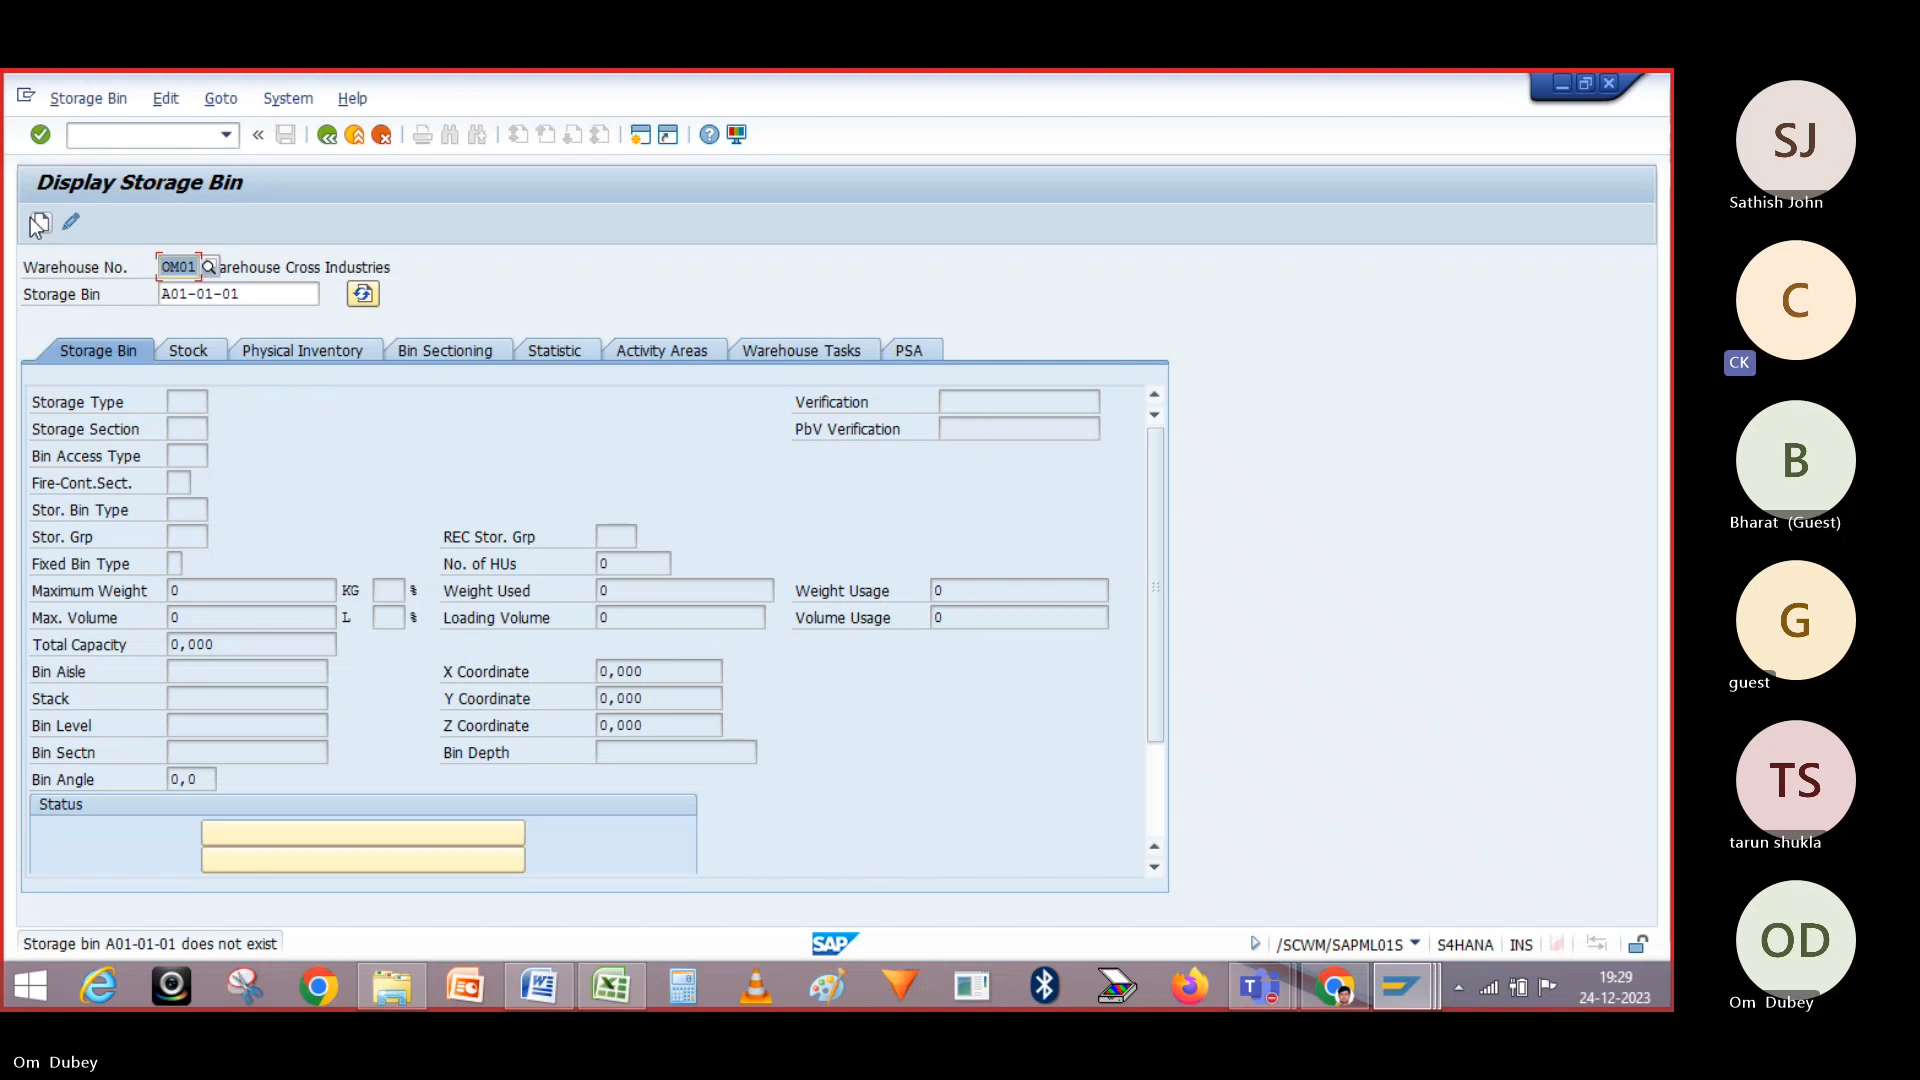 Storage Bin Edit Goto System Help
Display Storage Bin
Warehouse No. OM01 arehouse Cross Industries
Storage Bin A01-01-01
Storage Bin Stock Physical Inventory Bin Sectioning Statistic Activity Areas Warehouse Tasks PSA
Storage Type Verification
Storage Section PbV Verification
Bin Access Type
Fire-Cont.Sect.
Stor. Bin Type
Stor. Grp REC Stor. Grp
Fixed Bin Type No. of HUs 0
Maximum Weight 0 KG % Weight Used 0 Weight Usage 0
Max. Volume 0 L % Loading Volume 0 Volume Usage 0
Total Capacity 0,000
Bin Aisle X Coordinate 0,000
Stack Y Coordinate 0,000
Bin Level Z Coordinate 0,000
Bin Sectn Bin Depth
Bin Angle 0,0
Status
Storage bin A01-01-01 does not exist SAP /SCWM/SAPML01S S4HANA INS
19:29
24-12-2023
SJ
Sathish John
C
CK
B
Bharat (Guest)
G
guest
TS
tarun shukla
OD
Om Dubey
Om Dubey